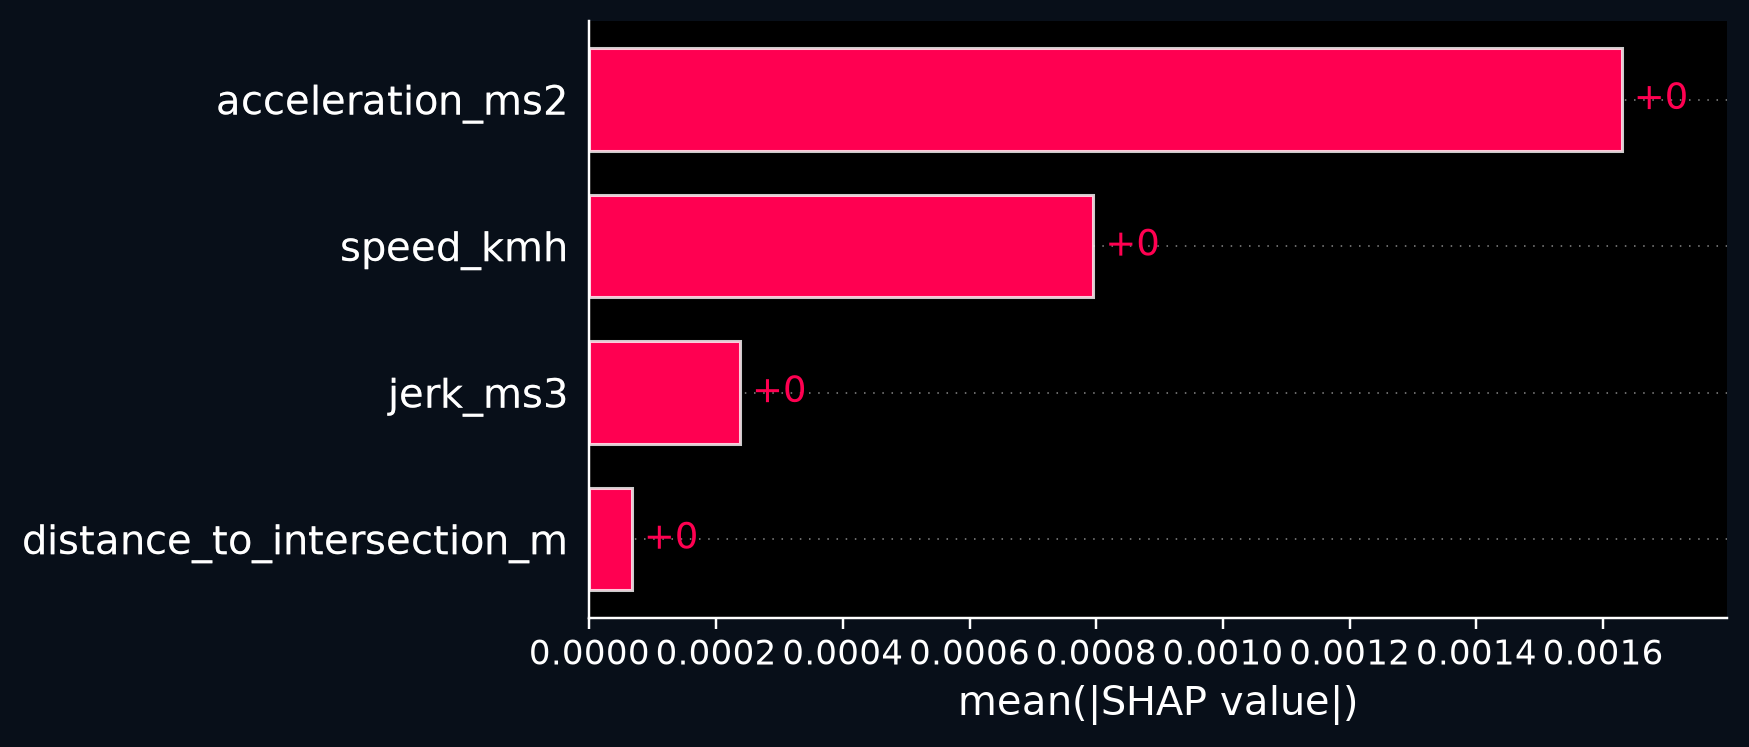 acceleration_ms2 +0
speed_kmh +0
jerk_ms3 +0
distance_to_intersection_m +0
0.0000 0.0002 0.0004 0.0006 0.0008 0.0010 0.0012 0.0014 0.0016
mean(|SHAP value|)